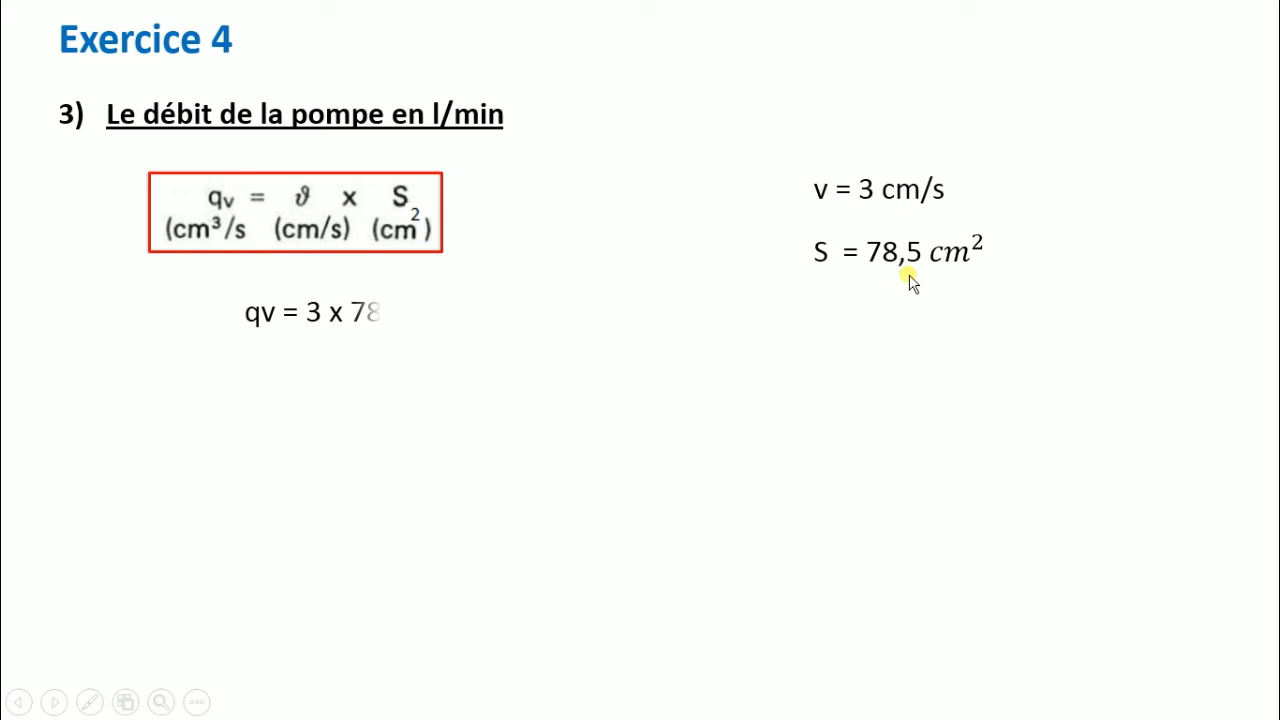 Exercice 4
3) Le débit de la pompe en l/min
qv = ϑ x S
(cm³/s (cm/s) (cm²)
v = 3 cm/s
S = 78,5 cm²
qv = 3 x 78